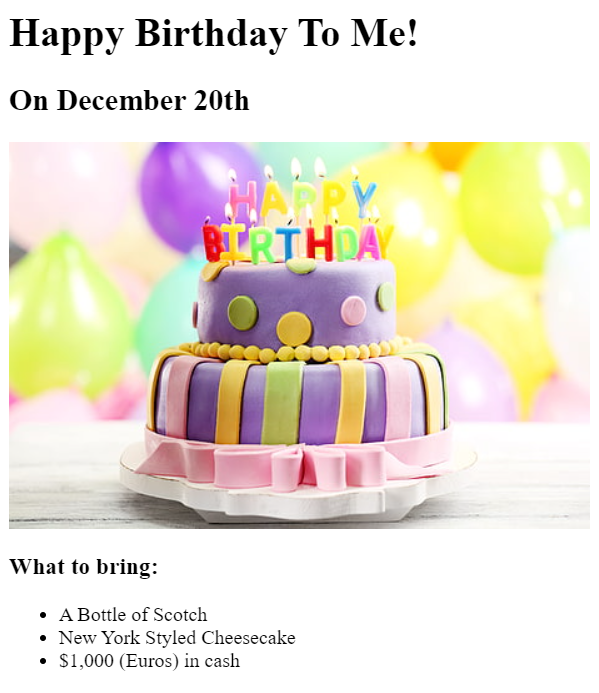 Happy Birthday To Me!
On December 20th
HAPPY
BIRTHDAY
What to bring:
A Bottle of Scotch
New York Styled Cheesecake
$1,000 (Euros) in cash